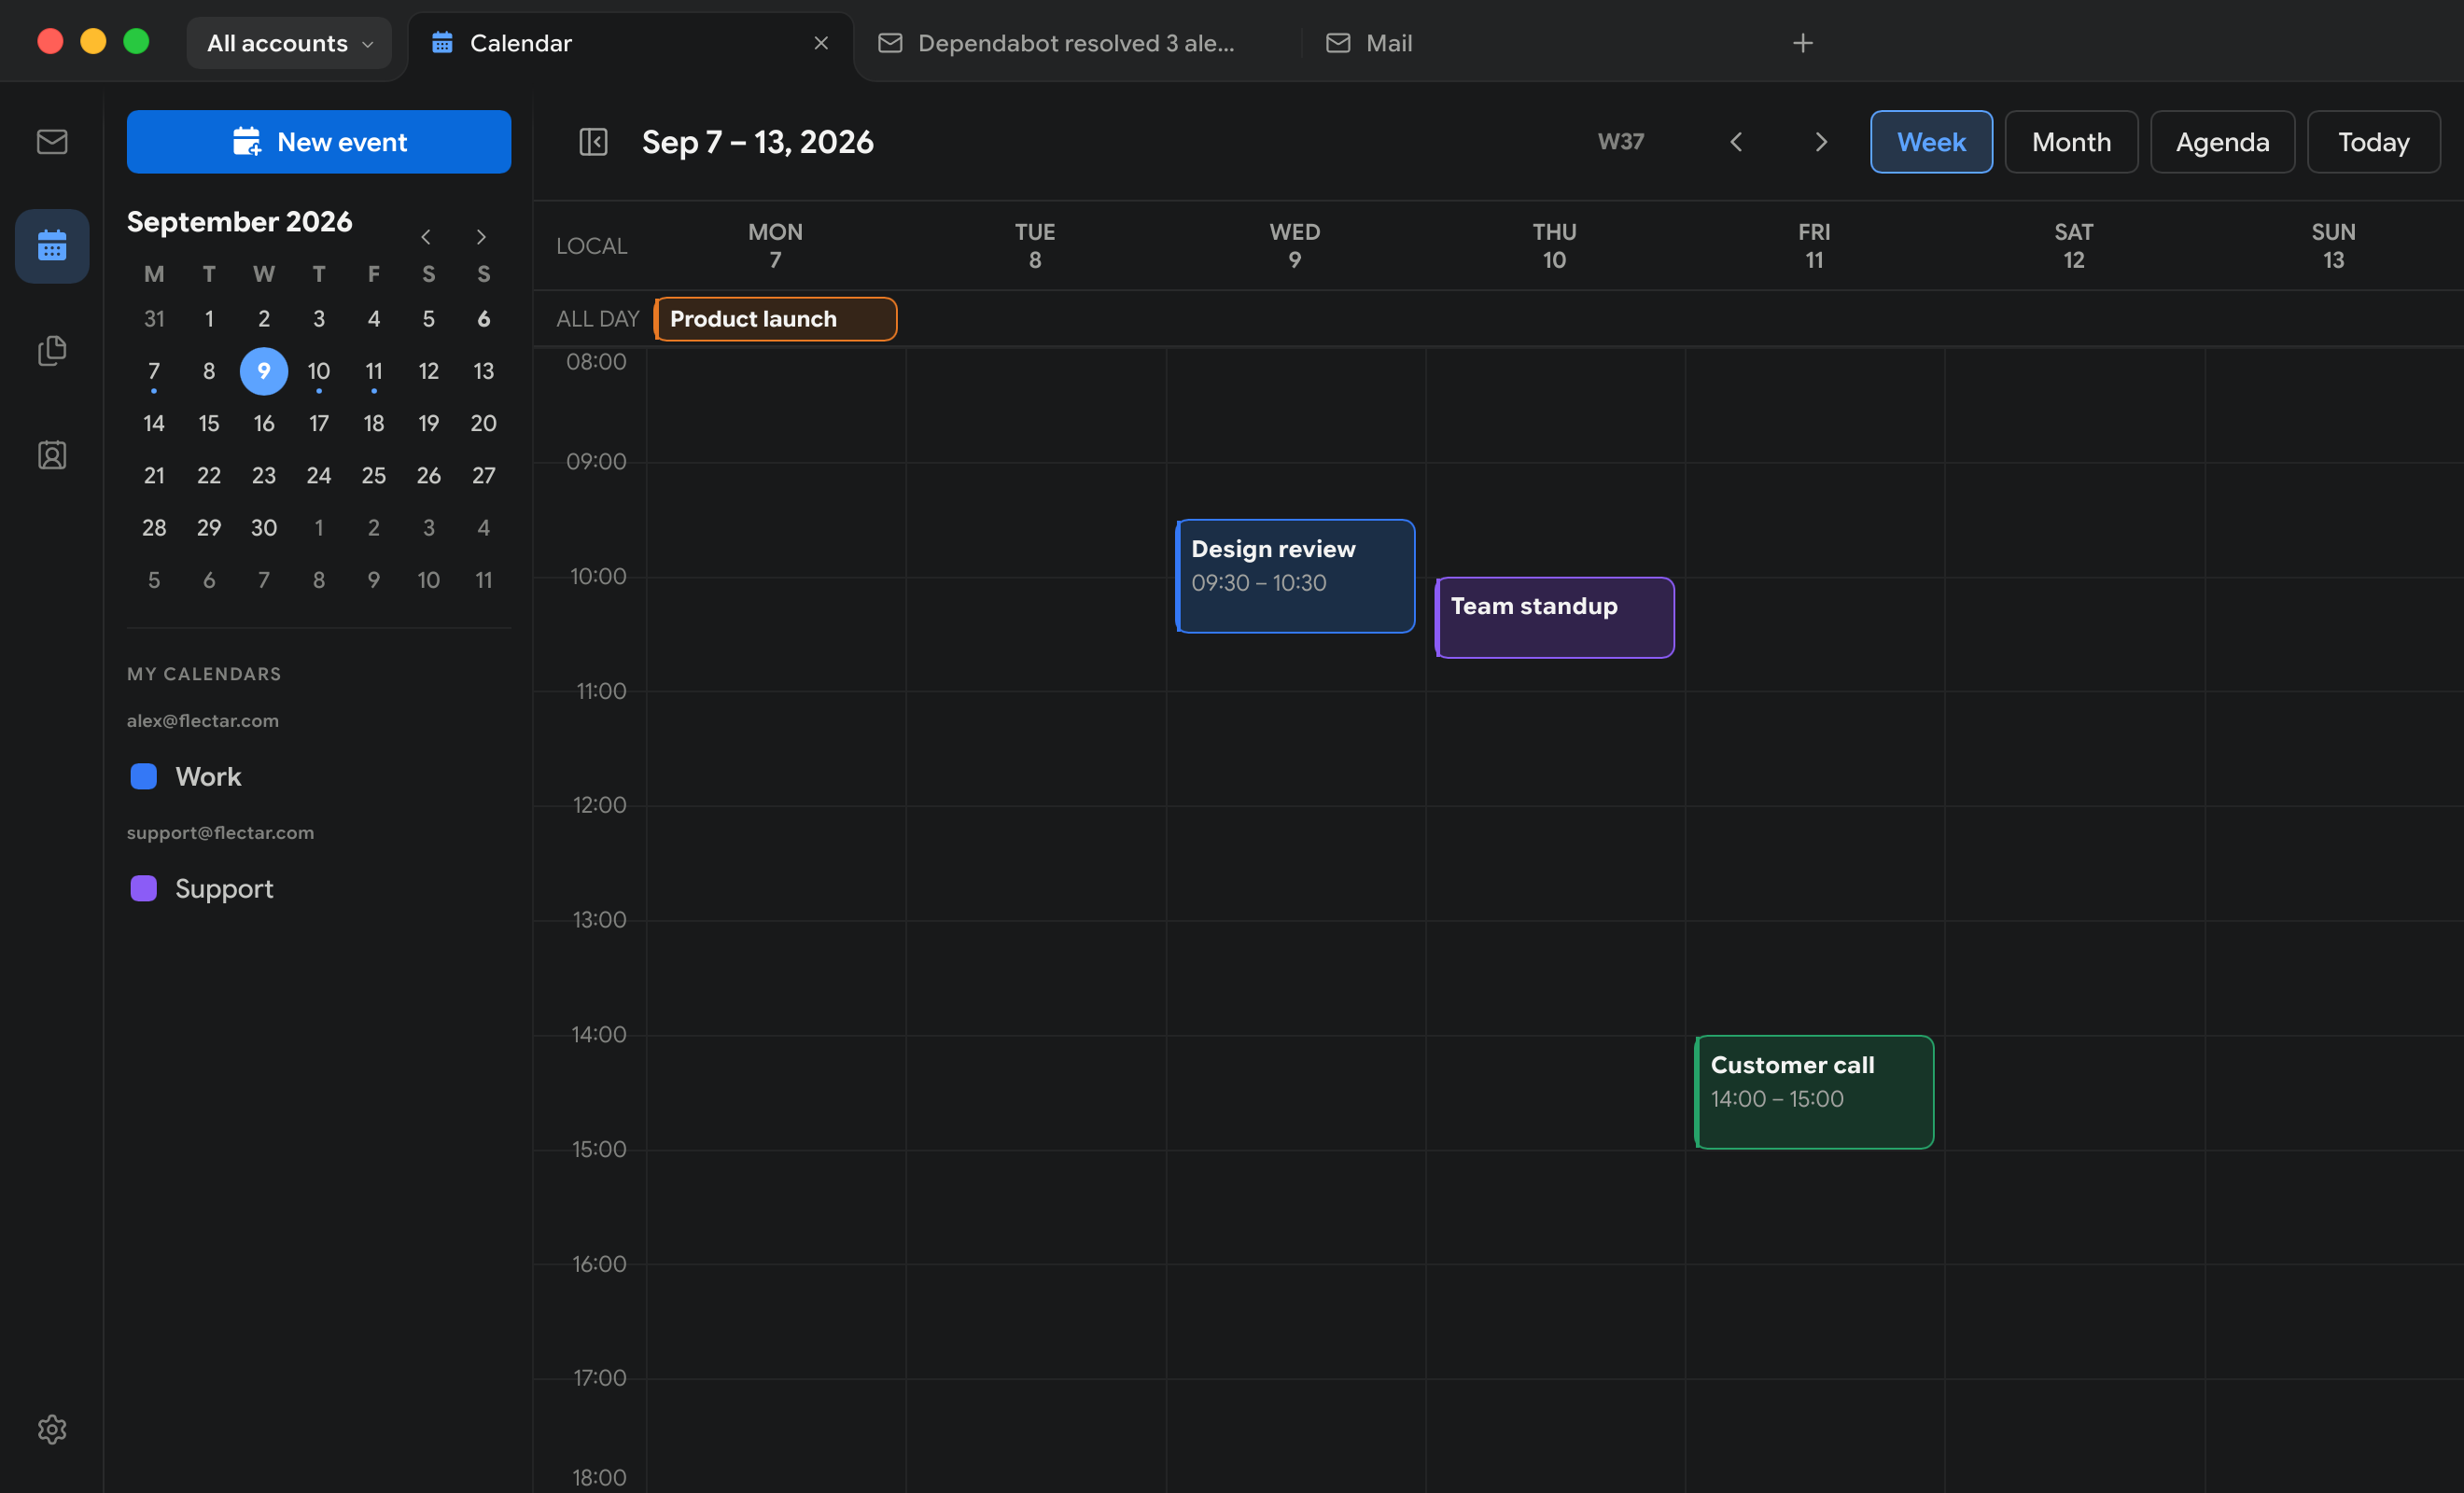 All accounts
Calendar
Dependabot resolved 3 ale...
Mail
New event
September 2026
M T W T F S S
31 1 2 3 4 5 6
7 8 9 10 11 12 13
14 15 16 17 18 19 20
21 22 23 24 25 26 27
28 29 30 1 2 3 4
5 6 7 8 9 10 11
MY CALENDARS
alex@flectar.com
Work
support@flectar.com
Support
Sep 7 – 13, 2026
W37
Week
Month
Agenda
Today
LOCAL
MON
7
TUE
8
WED
9
THU
10
FRI
11
SAT
12
SUN
13
ALL DAY
Product launch
08:00
09:00
Design review
09:30 – 10:30
10:00
Team standup
11:00
12:00
13:00
14:00
Customer call
14:00 – 15:00
15:00
16:00
17:00
18:00